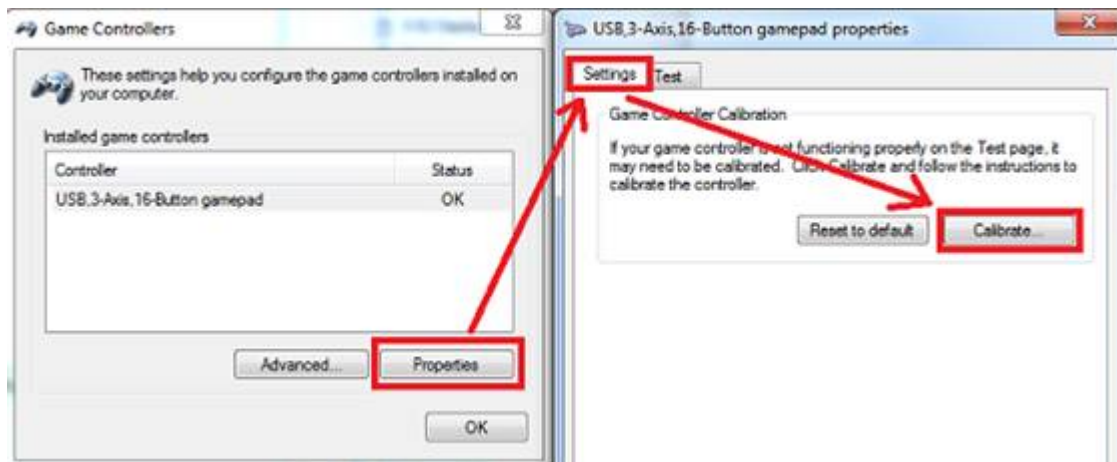 Game Controllers
These settings help you configure the game controllers installed on
your computer.
Installed game controllers
Controller Status
USB,3-Axis,16-Button gamepad OK
Advanced... Properties
OK
USB,3-Axis,16-Button gamepad properties
Settings Test
Game Controller Calibration
If your game controller is not functioning properly on the Test page, it
may need to be calibrated. Click Calibrate and follow the instructions to
calibrate the controller.
Reset to default Calibrate...